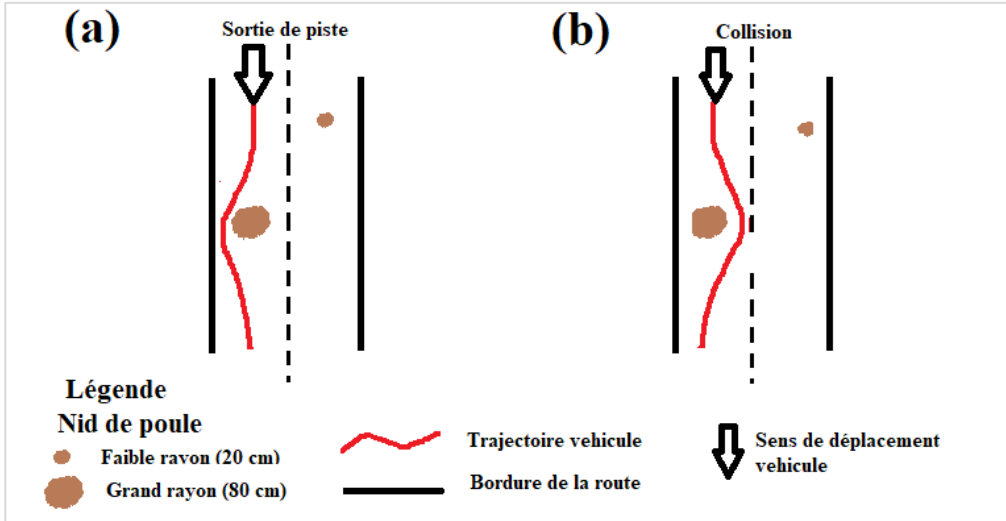 (a)
Sortie de piste
(b)
Collision
Légende
Nid de poule
Faible rayon (20 cm)
Grand rayon (80 cm)
Trajectoire vehicule
Bordure de la route
Sens de déplacement
vehicule